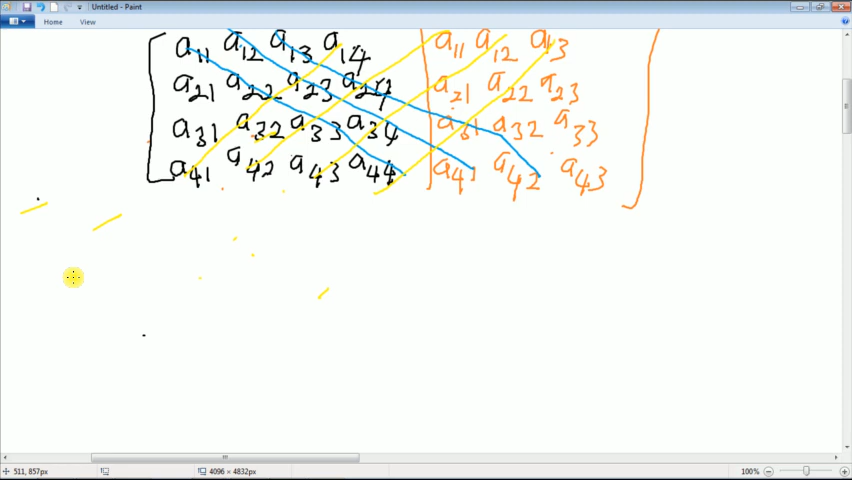 Untitled - Paint
Home View
a11 a12 a13 a14 a11 a12 a13
a21 a22 a23 a24 a21 a22 a23
a31 a32 a33 a34 a31 a32 a33
a41 a42 a43 a44 a41 a42 a43
511, 857px 4096 × 4832px 100%